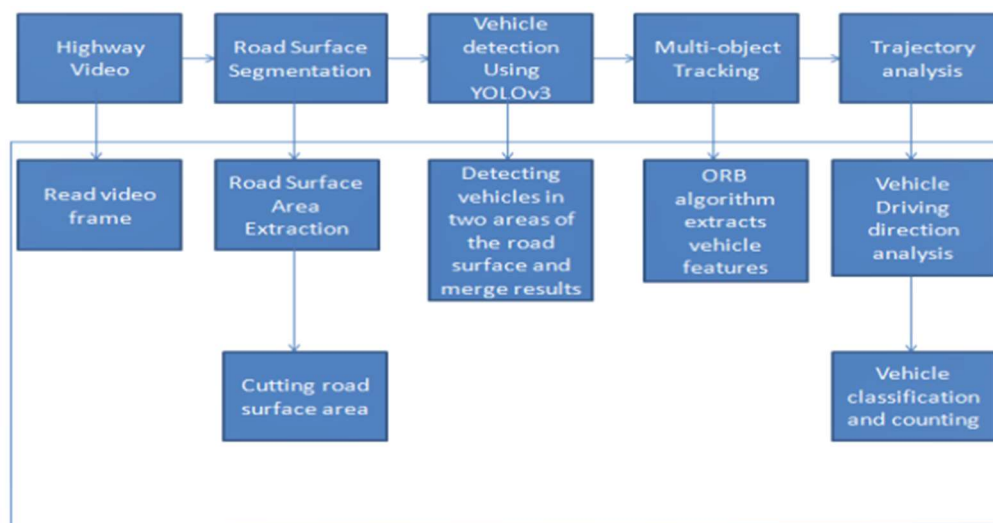 Highway
Video
Road Surface
Segmentation
Vehicle
detection
Using
YOLOv3
Multi-object
Tracking
Trajectory
analysis
Read video
frame
Road Surface
Area
Extraction
Detecting
vehicles in
two areas of
the road
surface and
merge results
ORB
algorithm
extracts
vehicle
features
Vehicle
Driving
direction
analysis
Cutting road
surface area
Vehicle
classification
and counting